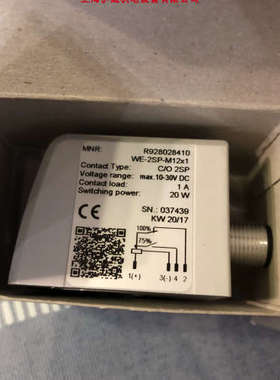 MNR: R928028410
WE-2SP-M12x1
Contact Type: C/O 2SP
Voltage range: max.10-30V DC
Contact load: 1 A
Switching power: 20 W
SN.: 037439
KW 20/17
CE
100%
75%
1(+) 3(-) 4 2